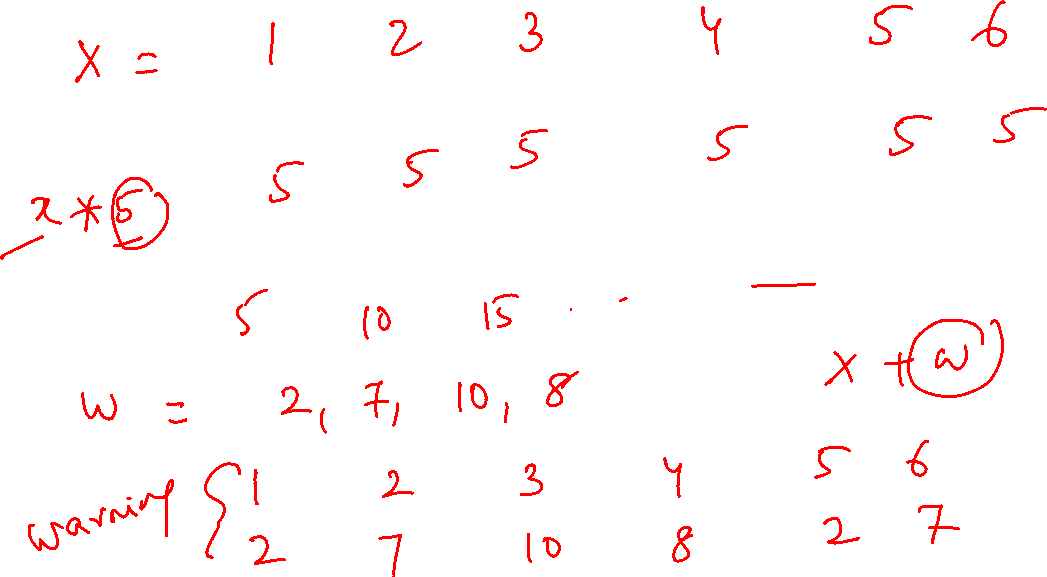 X = 1 2 3 4 5 6
5 5 5 5 5 5
x * 5
5 10 15 . . —
x + w
w = 2, 7, 10, 8
warning { 1 2 3 4 5 6
2 7 10 8 2 7